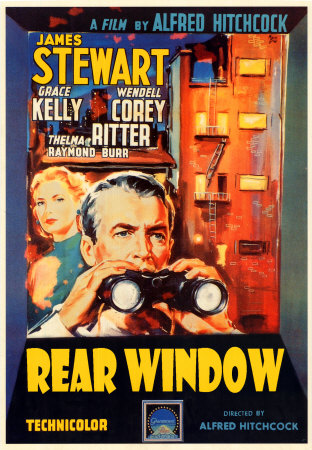 A FILM BY ALFRED HITCHCOCK
JAMES
STEWART
GRACE WENDELL
KELLY COREY
THELMA RITTER
RAYMOND BURR
REAR WINDOW
TECHNICOLOR
Paramount
DIRECTED BY
ALFRED HITCHCOCK